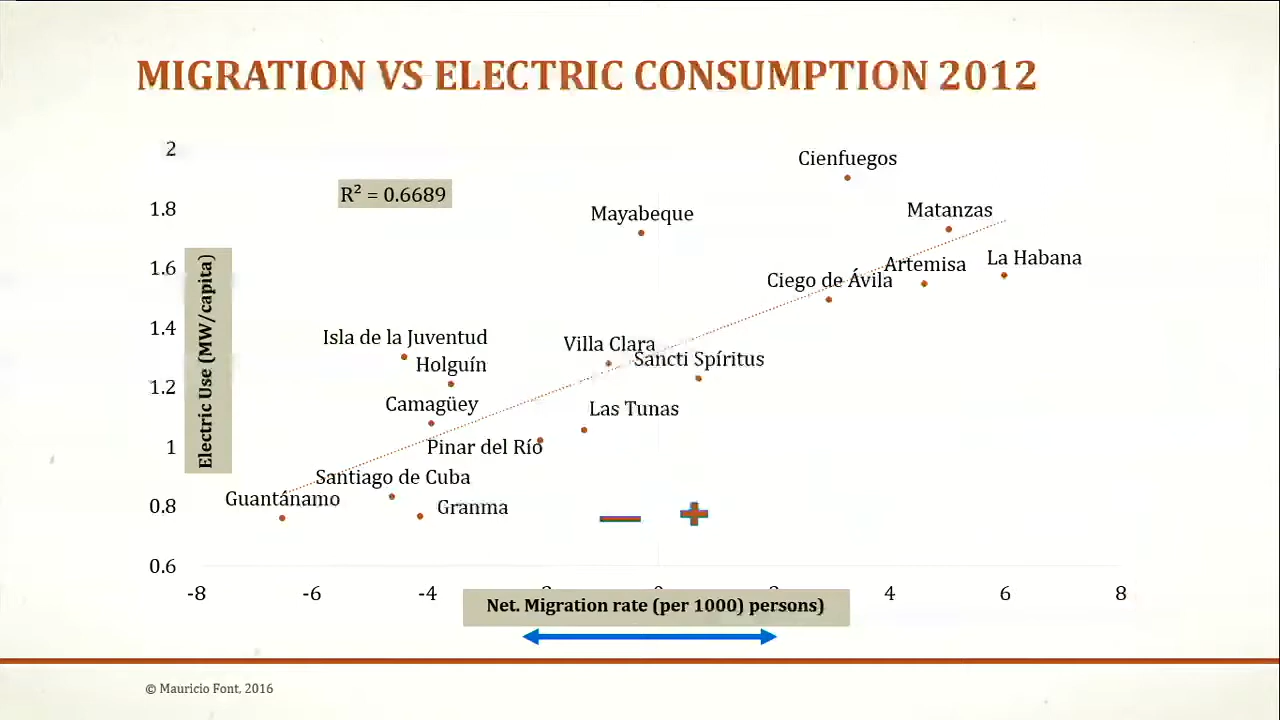 MIGRATION VS ELECTRIC CONSUMPTION 2012
2
Cienfuegos
R² = 0.6689
1.8
Mayabeque
Matanzas
Electric Use (MW/capita)
1.6
Artemisa
La Habana
Ciego de Ávila
1.4
Isla de la Juventud
Villa Clara
Holguín
Sancti Spíritus
1.2
Camagüey
Las Tunas
1
Pinar del Río
Santiago de Cuba
Guantánamo
0.8
Granma
0.6
-8 -6 -4 4 6 8
Net. Migration rate (per 1000) persons)
© Mauricio Font, 2016